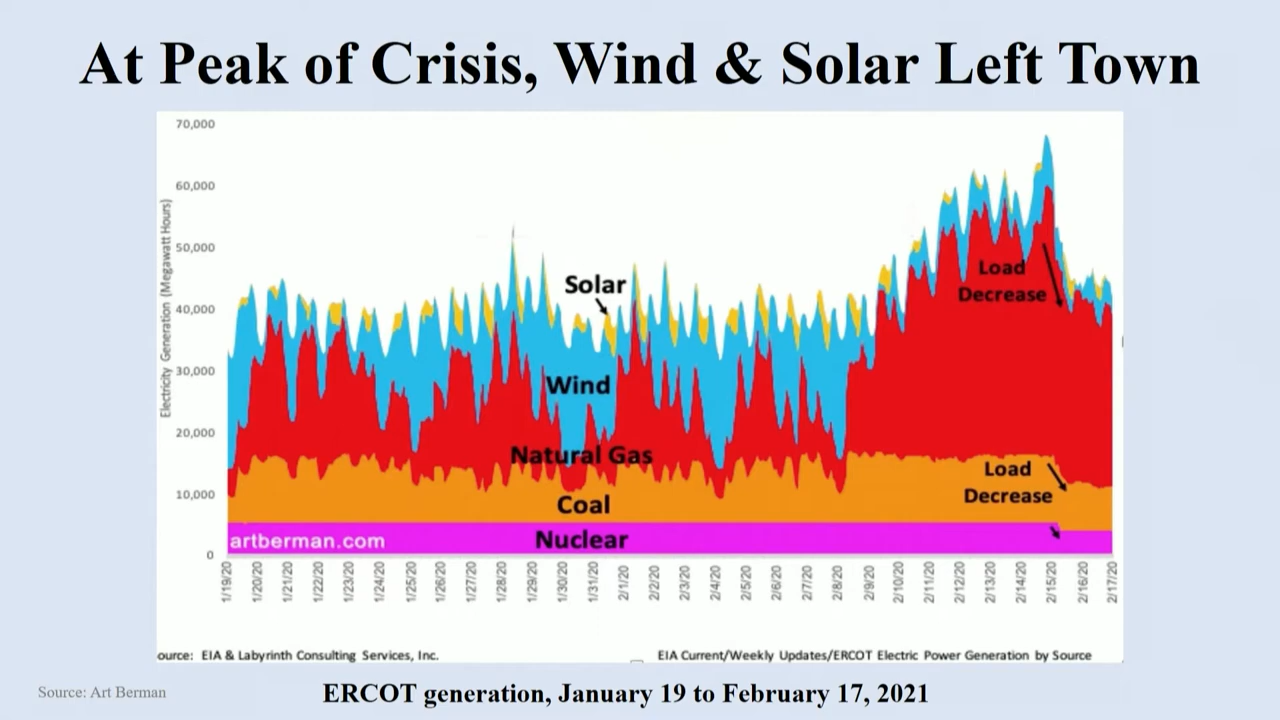 At Peak of Crisis, Wind & Solar Left Town
70,000
60,000
50,000
40,000
30,000
20,000
10,000
0
Electricity Generation (Megawatt Hours)
Solar
Wind
Natural Gas
Coal
Nuclear
Load
Decrease
Load
Decrease
artberman.com
1/19/20
1/20/20
1/21/20
1/22/20
1/23/20
1/24/20
1/25/20
1/26/20
1/27/20
1/28/20
1/29/20
1/30/20
1/31/20
2/1/20
2/2/20
2/3/20
2/4/20
2/5/20
2/6/20
2/7/20
2/8/20
2/9/20
2/10/20
2/11/20
2/12/20
2/13/20
2/14/20
2/15/20
2/16/20
2/17/20
ource: EIA & Labyrinth Consulting Services, Inc.
EIA Current/Weekly Updates/ERCOT Electric Power Generation by Source
Source: Art Berman
ERCOT generation, January 19 to February 17, 2021